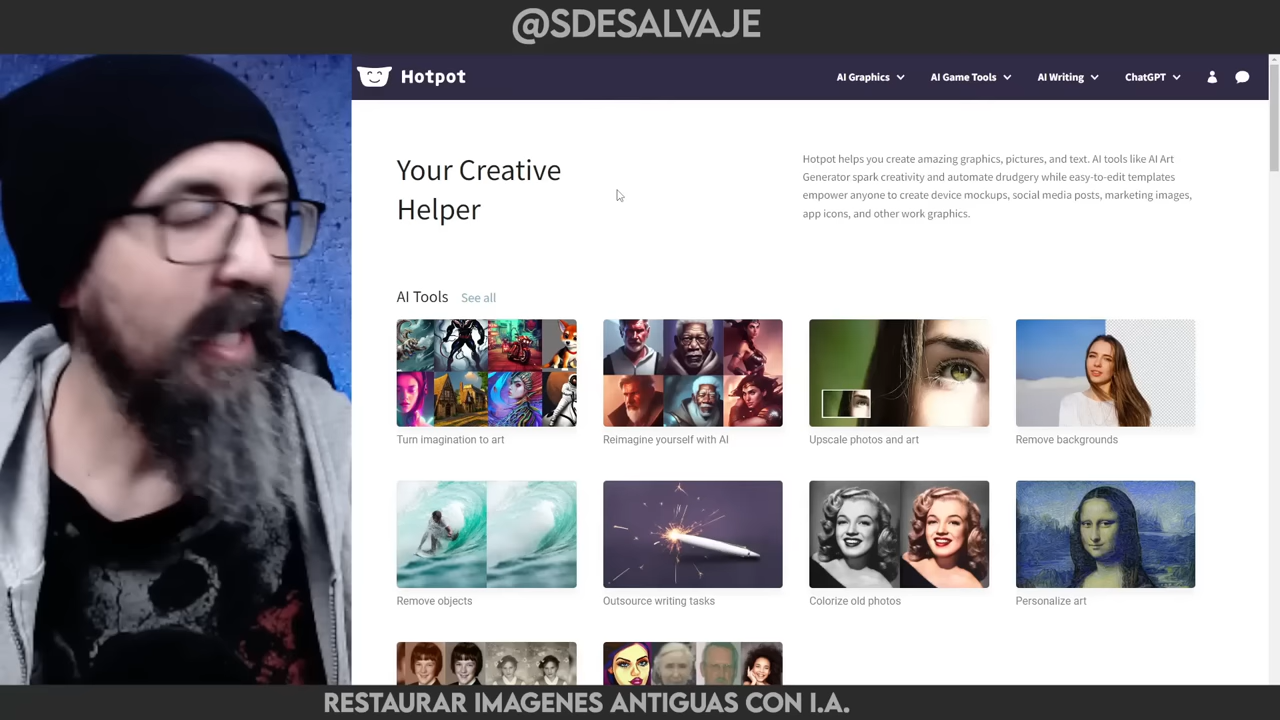 @SDESALVAJE
Hotpot
AI Graphics
AI Game Tools
AI Writing
ChatGPT
Your Creative
Helper
Hotpot helps you create amazing graphics, pictures, and text. AI tools like AI Art
Generator spark creativity and automate drudgery while easy-to-edit templates
empower anyone to create device mockups, social media posts, marketing images,
app icons, and other work graphics.
AI Tools See all
Turn imagination to art
Reimagine yourself with AI
Upscale photos and art
Remove backgrounds
Remove objects
Outsource writing tasks
Colorize old photos
Personalize art
RESTAURAR IMAGENES ANTIGUAS CON I.A.